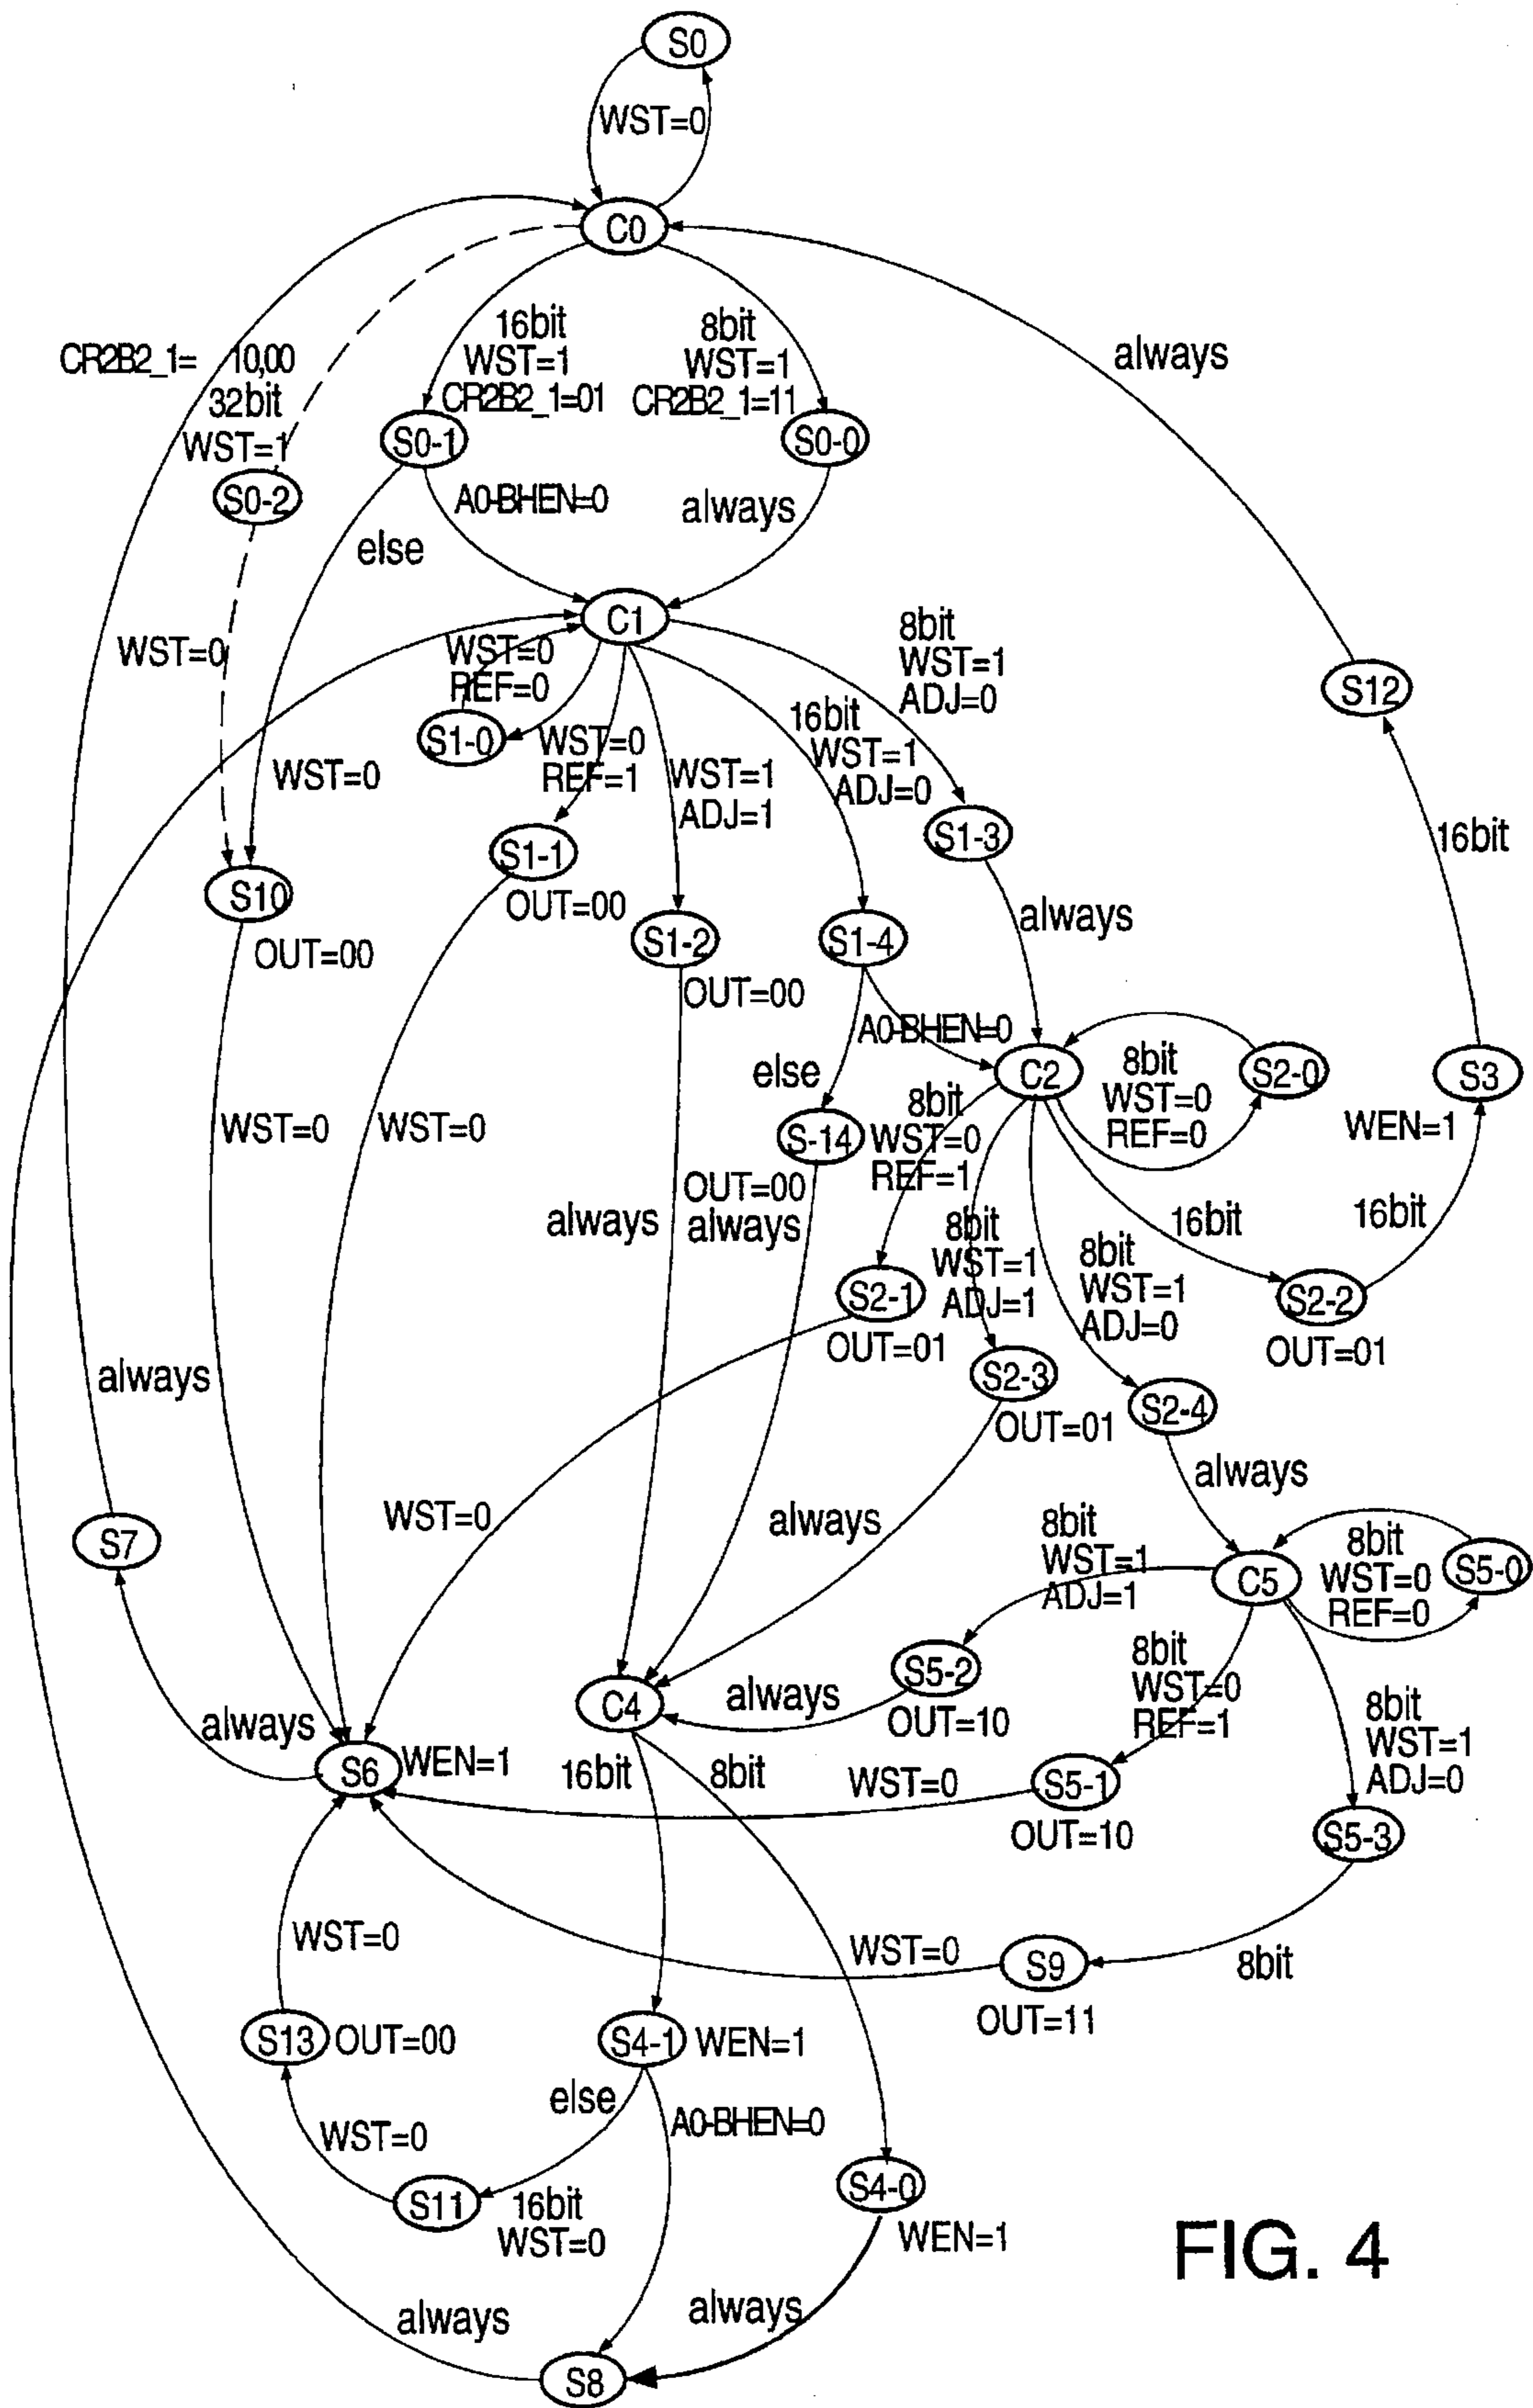 S0
WST=0
C0
CR2B2_1= 10,00
32bit
WST=1
16bit
WST=1
CR2B2_1=01
8bit
WST=1
CR2B2_1=11
always
S0-1
S0-0
S0-2
A0-BHEN=0
always
else
C1
WST=0
WST=0
REF=0
8bit
WST=1
ADJ=0
S12
S1-0
WST=0
REF=1
16bit
WST=1
ADJ=0
WST=0
WST=1
ADJ=1
S1-3
16bit
S1-1
OUT=00
S10
OUT=00
always
S1-2
OUT=00
S1-4
A0-BHEN=0
else
C2
8bit
WST=0
REF=0
S2-0
S3
WEN=1
WST=0
WST=0
8bit
WST=0
REF=1
S-14
OUT=00
always
always
8bit
WST=1
ADJ=1
8bit
WST=1
ADJ=0
16bit
16bit
S2-1
OUT=01
S2-2
OUT=01
S2-3
OUT=01
S2-4
always
always
WST=0
always
S7
8bit
WST=1
ADJ=1
C5
8bit
WST=0
REF=0
S5-0
S5-2
OUT=10
always
8bit
WST=0
REF=1
8bit
WST=1
ADJ=0
C4
always
S6
WEN=1
16bit
8bit
WST=0
S5-1
OUT=10
S5-3
WST=0
WST=0
S9
OUT=11
8bit
S13
OUT=00
S4-1
WEN=1
else
A0-BHEN=0
WST=0
S11
16bit
WST=0
S4-0
WEN=1
always
always
S8
FIG. 4